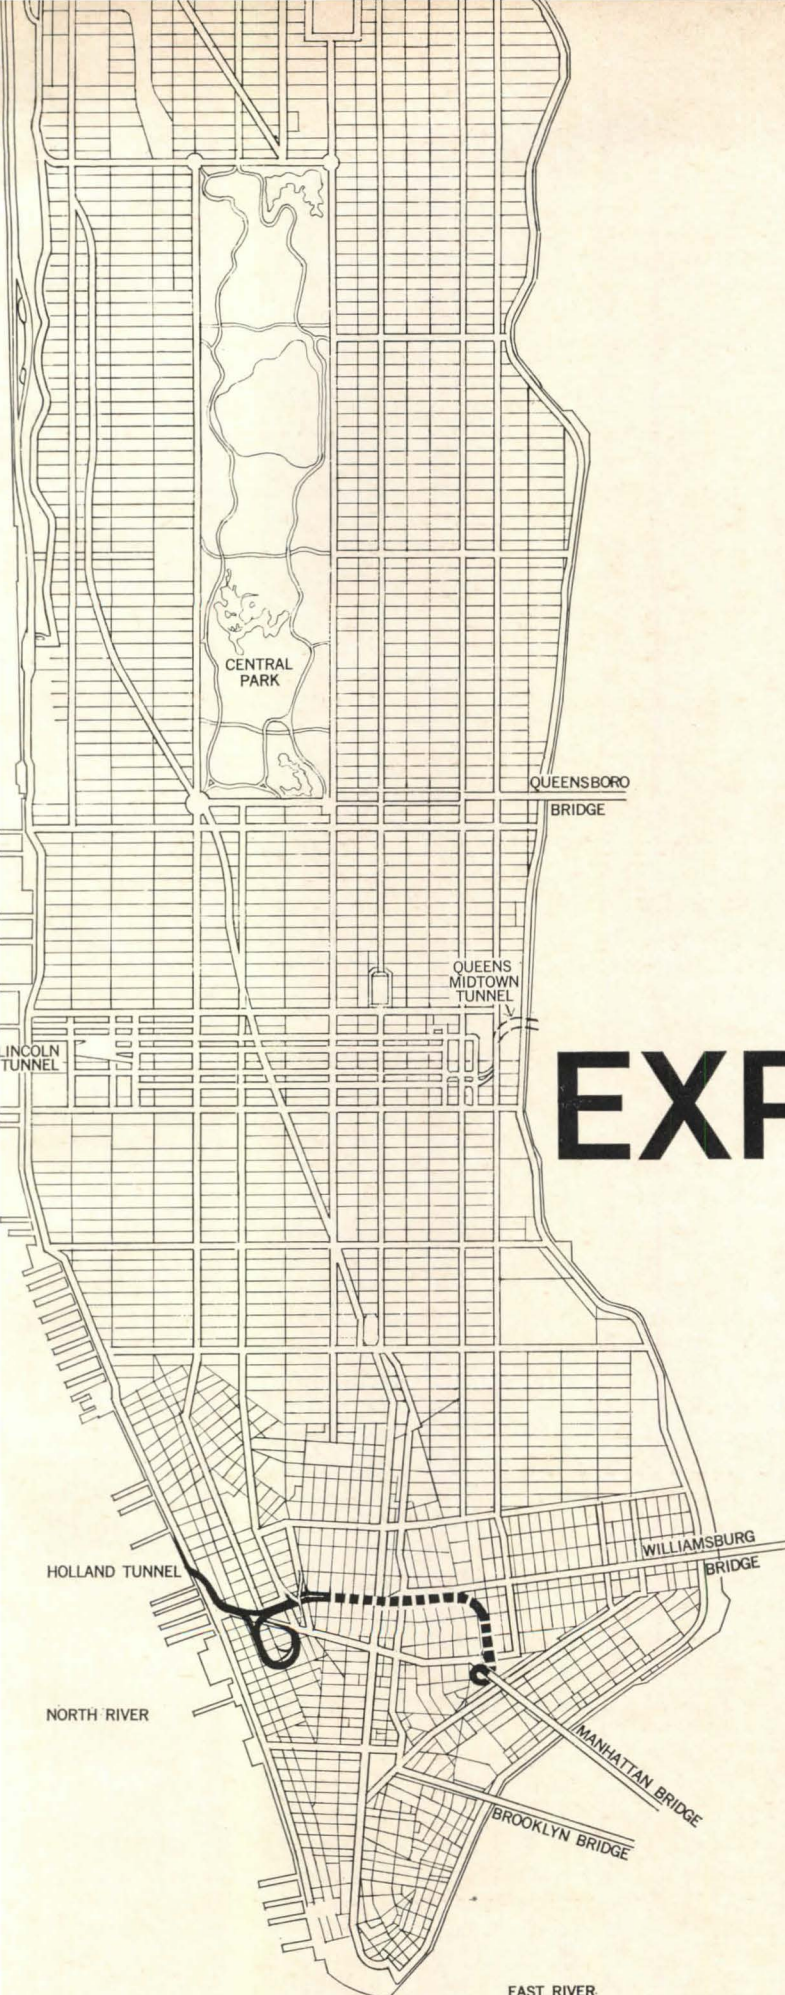 CENTRAL
PARK
QUEENSBORO
BRIDGE
QUEENS
MIDTOWN
TUNNEL
LINCOLN
TUNNEL
EXP
WILLIAMSBURG
BRIDGE
HOLLAND TUNNEL
NORTH RIVER
MANHATTAN BRIDGE
BROOKLYN BRIDGE
EAST RIVER